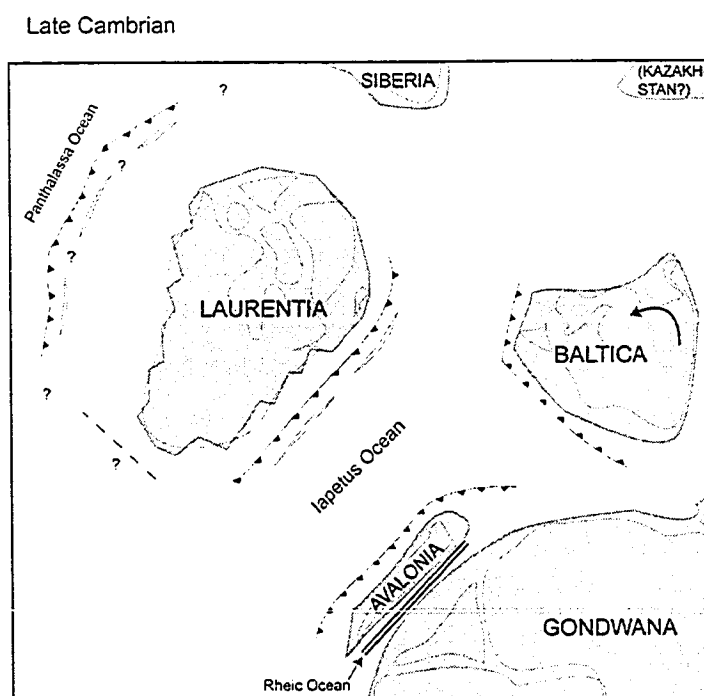 Late Cambrian
SIBERIA
(KAZAKH-
STAN?)
?
Panthalassa Ocean
?
?
LAURENTIA
BALTICA
?
?
Iapetus Ocean
AVALONIA
GONDWANA
Rheic Ocean